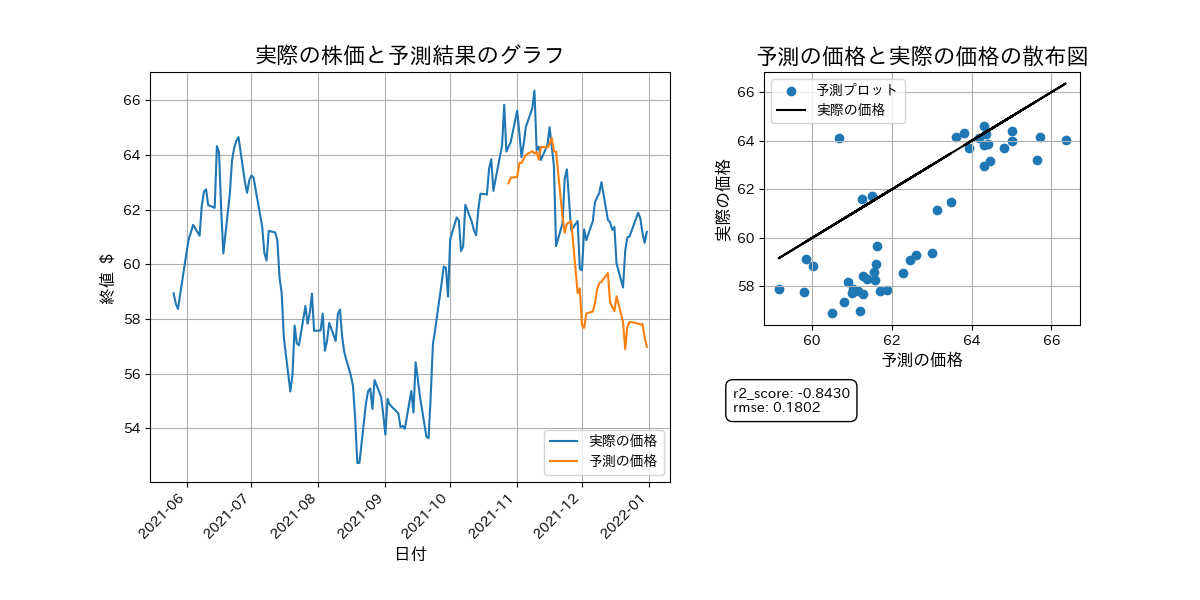 実際の株価と予測結果のグラフ
66
64
62
60
58
56
54
終値 $
2021-06
2021-07
2021-08
2021-09
2021-10
2021-11
2021-12
2022-01
日付
実際の価格
予測の価格
予測の価格と実際の価格の散布図
予測プロット
実際の価格
66
64
62
60
58
実際の価格
60
62
64
66
予測の価格
r2_score: -0.8430
rmse: 0.1802